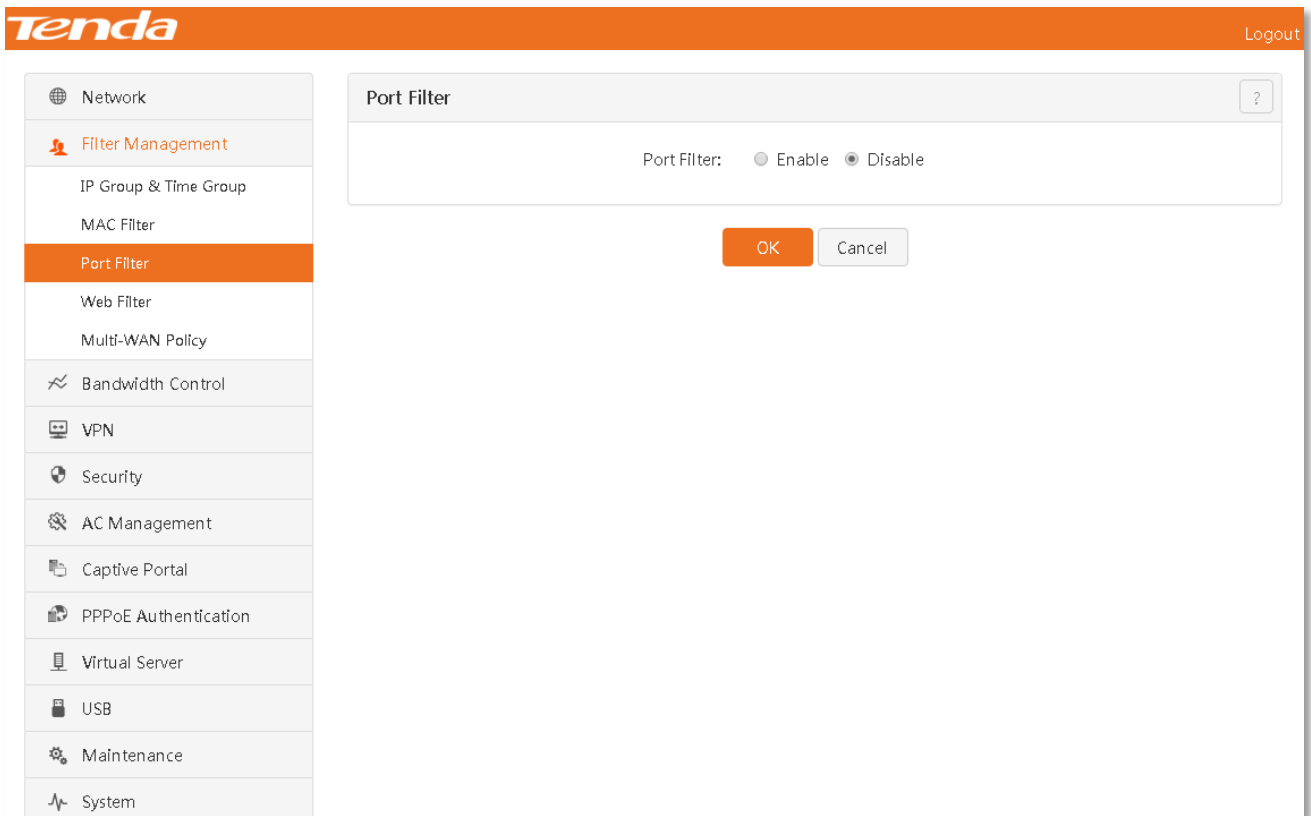 Tenda
Logout
Network
Filter Management
IP Group & Time Group
MAC Filter
Port Filter
Web Filter
Multi-WAN Policy
Bandwidth Control
VPN
Security
AC Management
Captive Portal
PPPoE Authentication
Virtual Server
USB
Maintenance
System
Port Filter
?
Port Filter: Enable Disable
OK Cancel